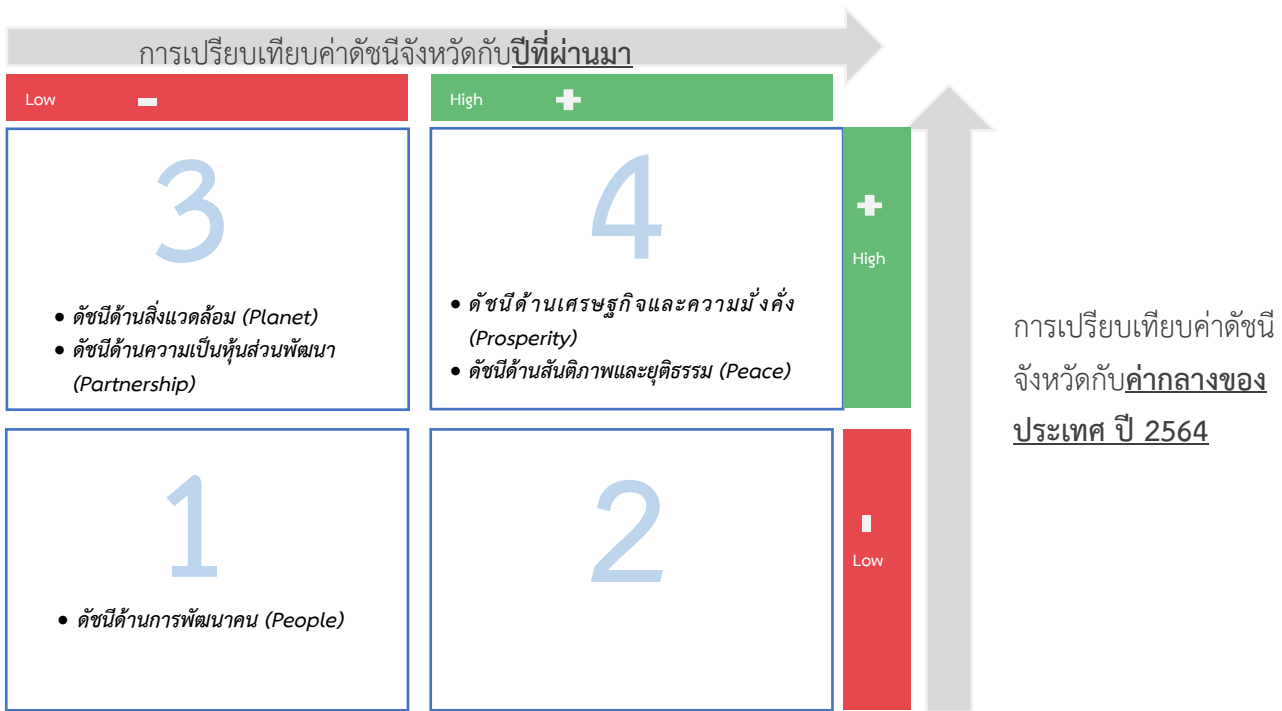 การเปรียบเทียบค่าดัชนีจังหวัดกับปีที่ผ่านมา
Low -
High +
3
• ดัชนีด้านสิ่งแวดล้อม (Planet)
• ดัชนีด้านความเป็นหุ้นส่วนพัฒนา
(Partnership)
4
• ดัชนีด้านเศรษฐกิจและความมั่งคั่ง
(Prosperity)
• ดัชนีด้านสันติภาพและยุติธรรม (Peace)
+
High
การเปรียบเทียบค่าดัชนี
จังหวัดกับค่ากลางของ
ประเทศ ปี 2564
1
• ดัชนีด้านการพัฒนาคน (People)
2
-
Low